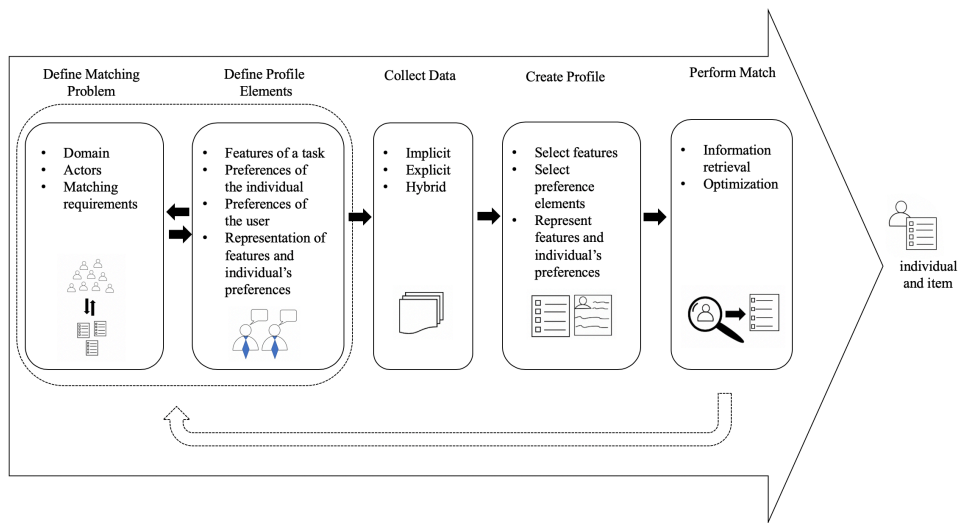 Define Matching
Problem
Define Profile
Elements
Collect Data
Create Profile
Perform Match
• Domain
• Actors
• Matching
requirements
• Features of a task
• Preferences of
the individual
• Preferences of
the user
• Representation of
features and
individual’s
preferences
• Implicit
• Explicit
• Hybrid
• Select features
• Select
preference
elements
• Represent
features and
individual’s
preferences
• Information
retrieval
• Optimization
individual
and item